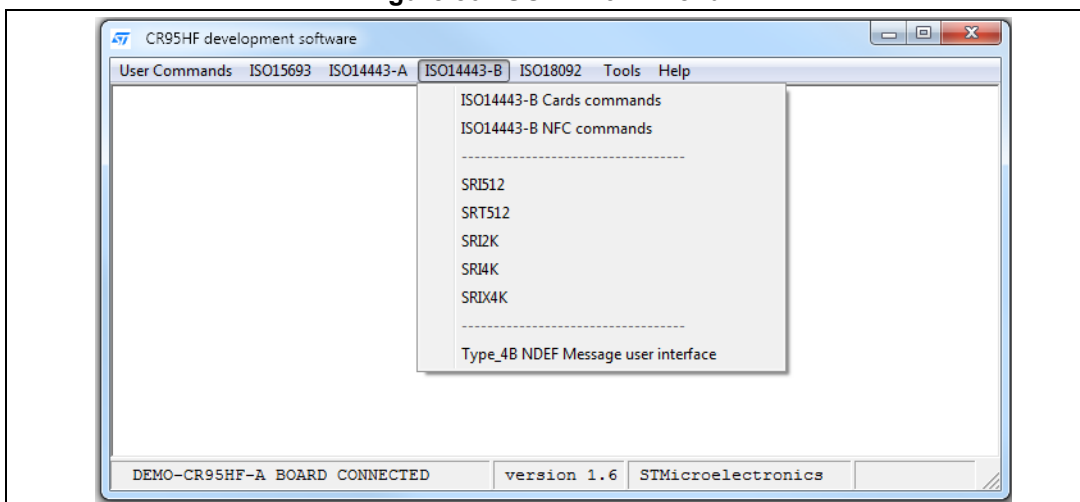 CR95HF development software
User Commands ISO15693 ISO14443-A ISO14443-B ISO18092 Tools Help
ISO14443-B Cards commands
ISO14443-B NFC commands
----------------------------------
SRI512
SRT512
SRI2K
SRI4K
SRIX4K
----------------------------------
Type_4B NDEF Message user interface
DEMO-CR95HF-A BOARD CONNECTED version 1.6 STMicroelectronics